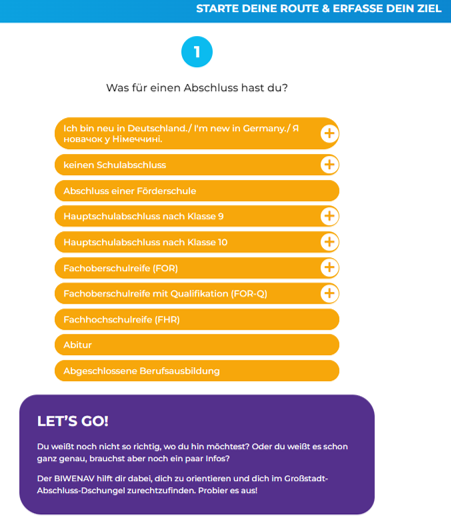 STARTE DEINE ROUTE & ERFASSE DEIN ZIEL
1
Was für einen Abschluss hast du?
Ich bin neu in Deutschland./ I'm new in Germany./ Я
новачок у Німеччині.
keinen Schulabschluss
Abschluss einer Förderschule
Hauptschulabschluss nach Klasse 9
Hauptschulabschluss nach Klasse 10
Fachoberschulreife (FOR)
Fachoberschulreife mit Qualifikation (FOR-Q)
Fachhochschulreife (FHR)
Abitur
Abgeschlossene Berufsausbildung
LET'S GO!
Du weißt noch nicht so richtig, wo du hin möchtest? Oder du weißt es schon
ganz genau, brauchst aber noch ein paar Infos?
Der BIWENAV hilft dir dabei, dich zu orientieren und dich im Großstadt-
Abschluss-Dschungel zurechtzufinden. Probier es aus!